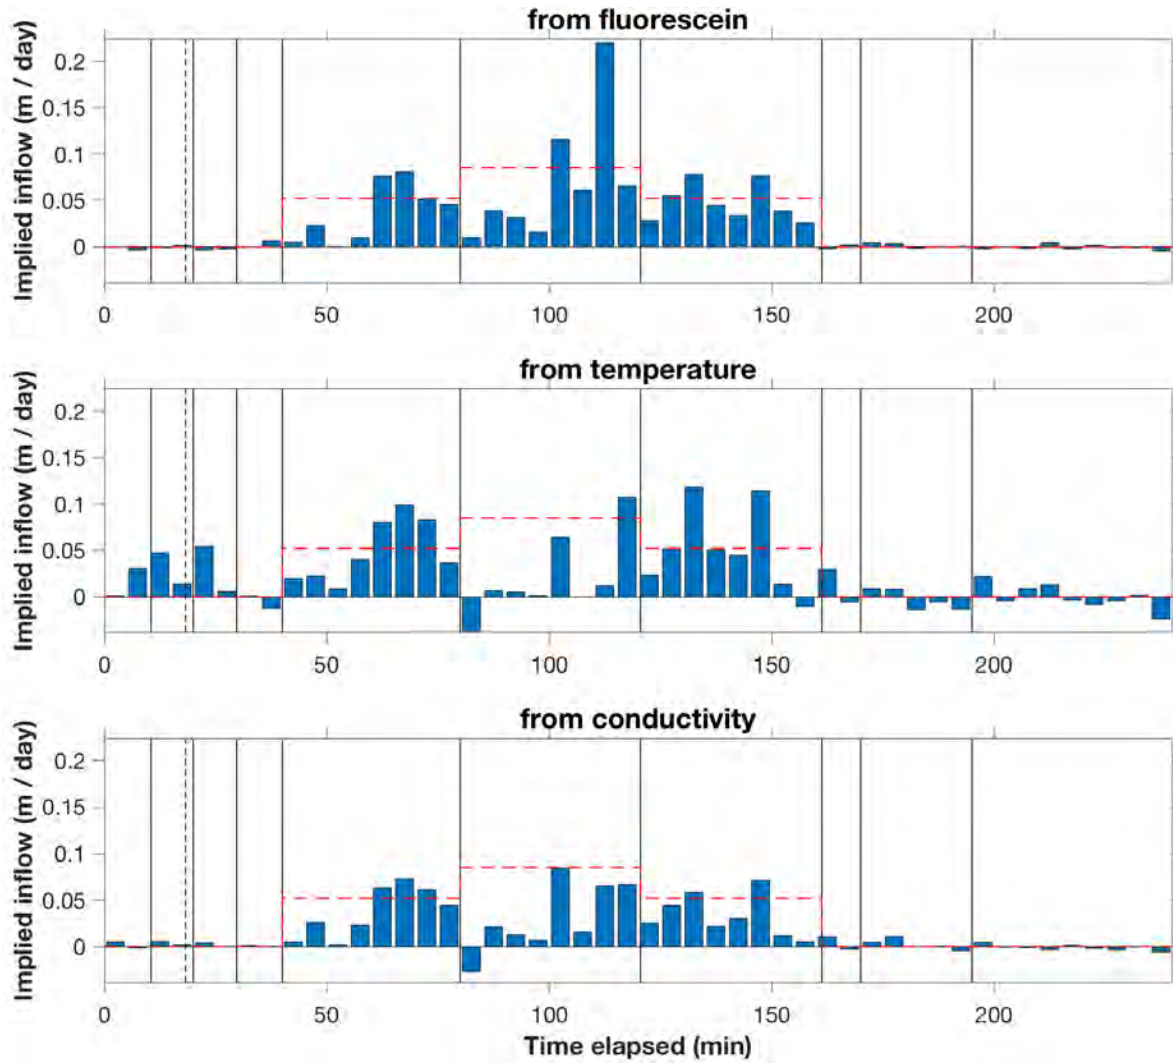 from fluorescein
Implied inflow (m / day)
0.2
0.15
0.1
0.05
0
0 50 100 150 200
from temperature
Implied inflow (m / day)
0.2
0.15
0.1
0.05
0
0 50 100 150 200
from conductivity
Implied inflow (m / day)
0.2
0.15
0.1
0.05
0
0 50 100 150 200
Time elapsed (min)